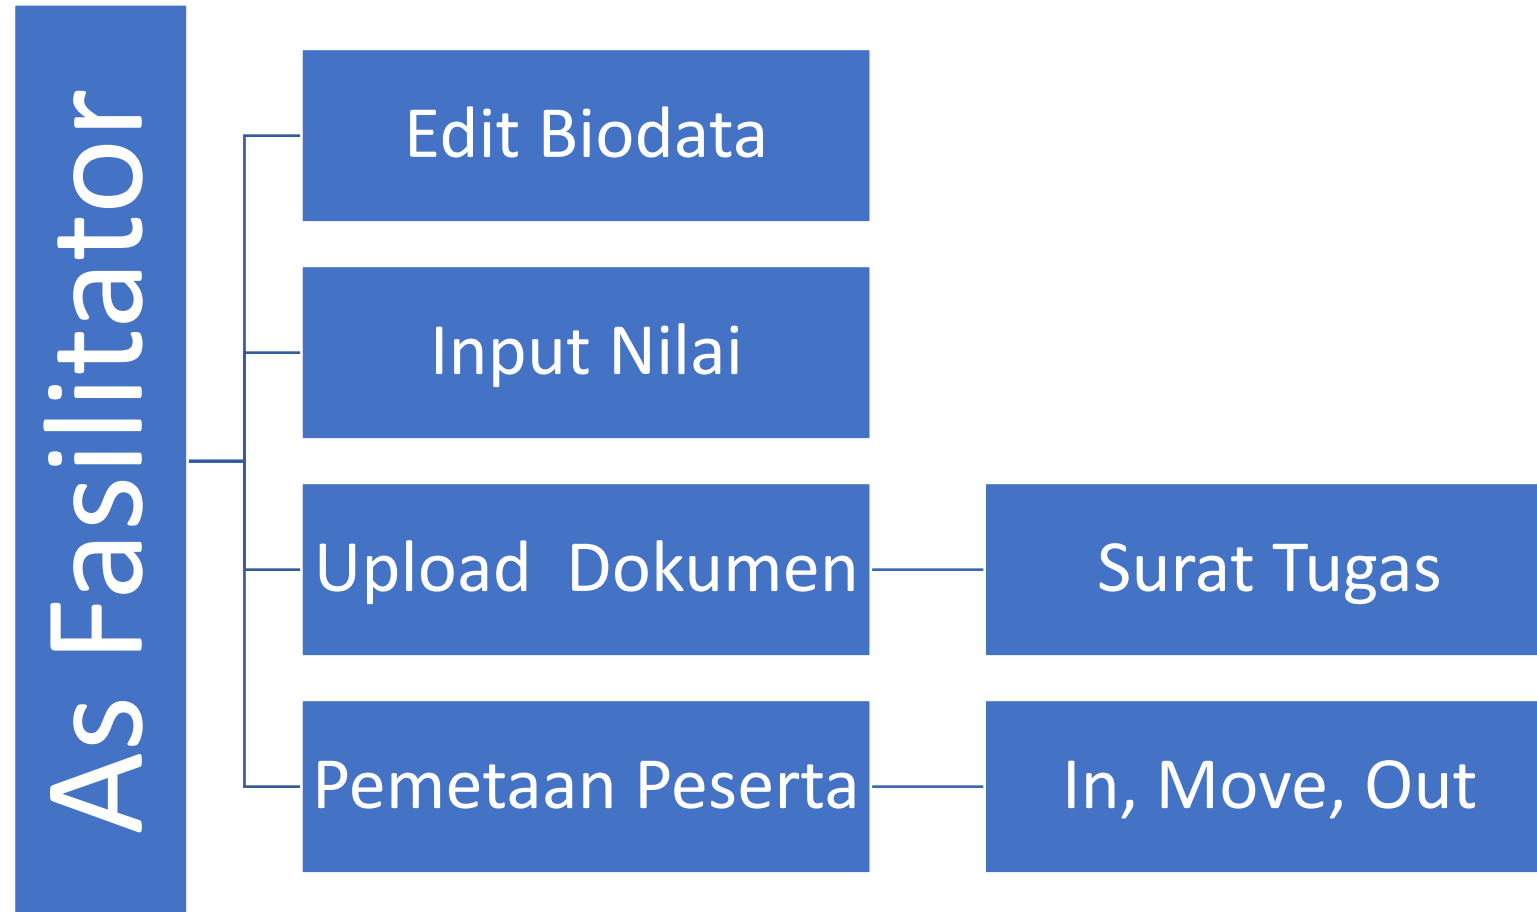 As Fasilitator
Edit Biodata
Input Nilai
Upload  Dokumen
Surat Tugas
Pemetaan Peserta
In, Move, Out